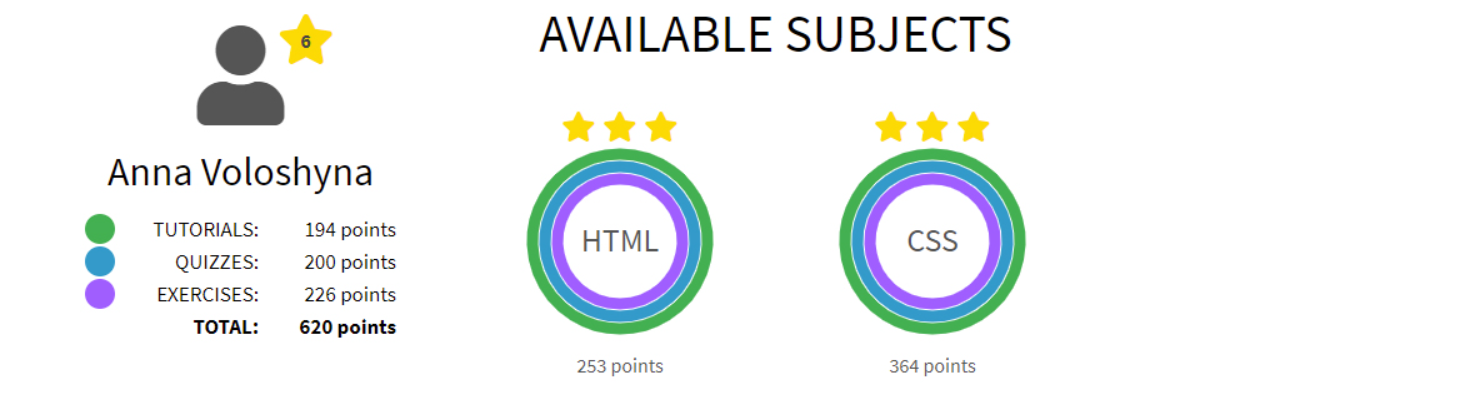 6
Anna Voloshyna
TUTORIALS: 194 points
QUIZZES: 200 points
EXERCISES: 226 points
TOTAL: 620 points
AVAILABLE SUBJECTS
HTML
253 points
CSS
364 points